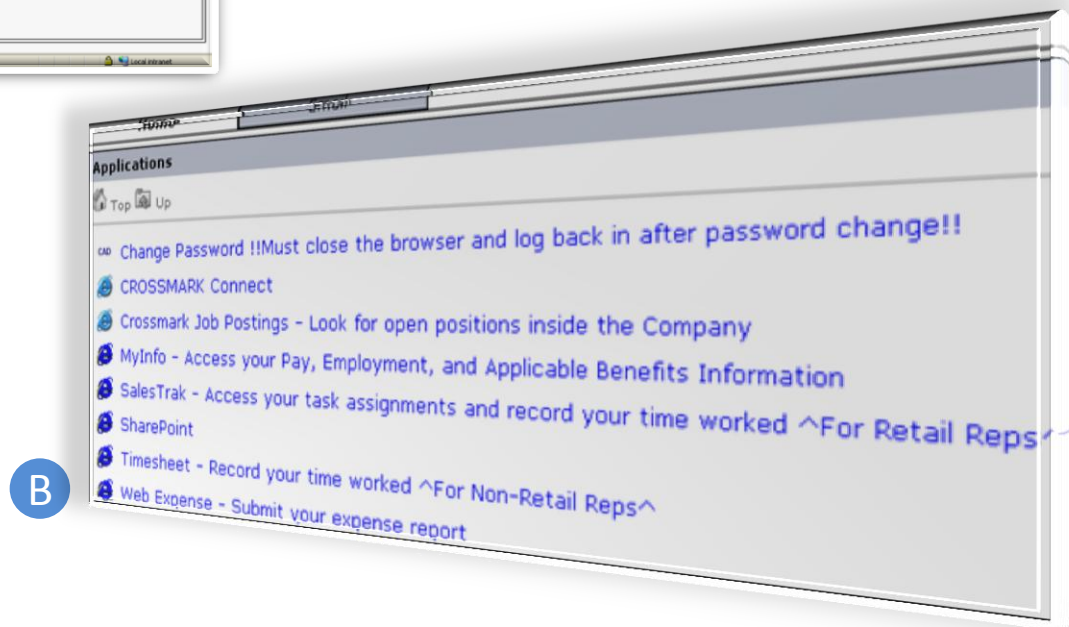 Local intranet
Home
Email
Applications
Top Up
CAD Change Password !!Must close the browser and log back in after password change!!
CROSSMARK Connect
Crossmark Job Postings - Look for open positions inside the Company
MyInfo - Access your Pay, Employment, and Applicable Benefits Information
SalesTrak - Access your task assignments and record your time worked ^For Retail Reps^
SharePoint
Timesheet - Record your time worked ^For Non-Retail Reps^
B
Web Expense - Submit your expense report